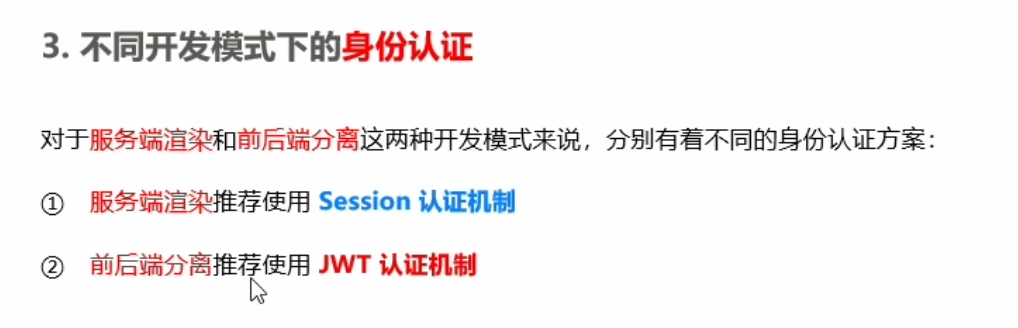 3. 不同开发模式下的身份认证
对于服务端渲染和前后端分离这两种开发模式来说，分别有着不同的身份认证方案：
① 服务端渲染推荐使用 Session 认证机制
② 前后端分离推荐使用 JWT 认证机制